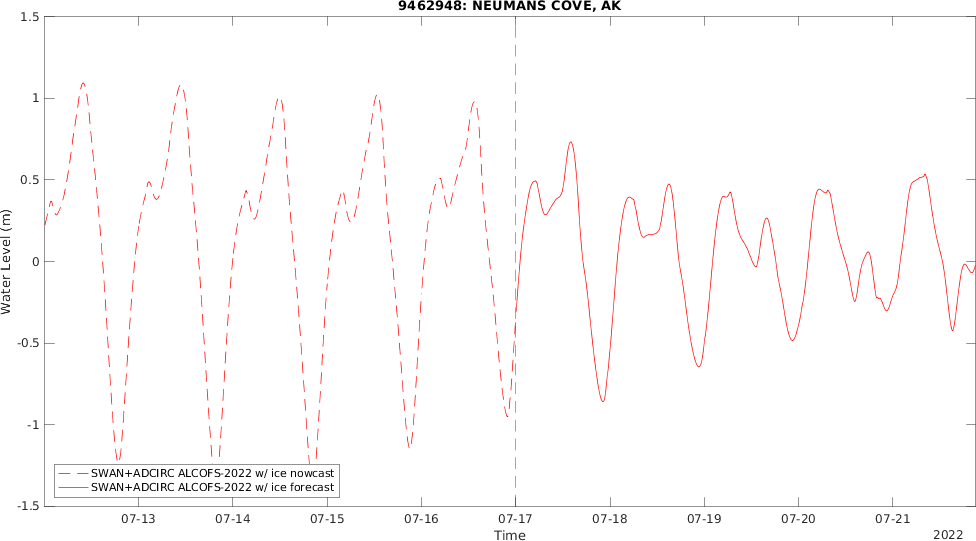 9462948: NEUMANS COVE, AK
1.5
1
0.5
0
-0.5
-1
-1.5
Water Level (m)
SWAN+ADCIRC ALCOFS-2022 w/ ice nowcast
SWAN+ADCIRC ALCOFS-2022 w/ ice forecast
07-13 07-14 07-15 07-16 07-17 07-18 07-19 07-20 07-21
Time
2022